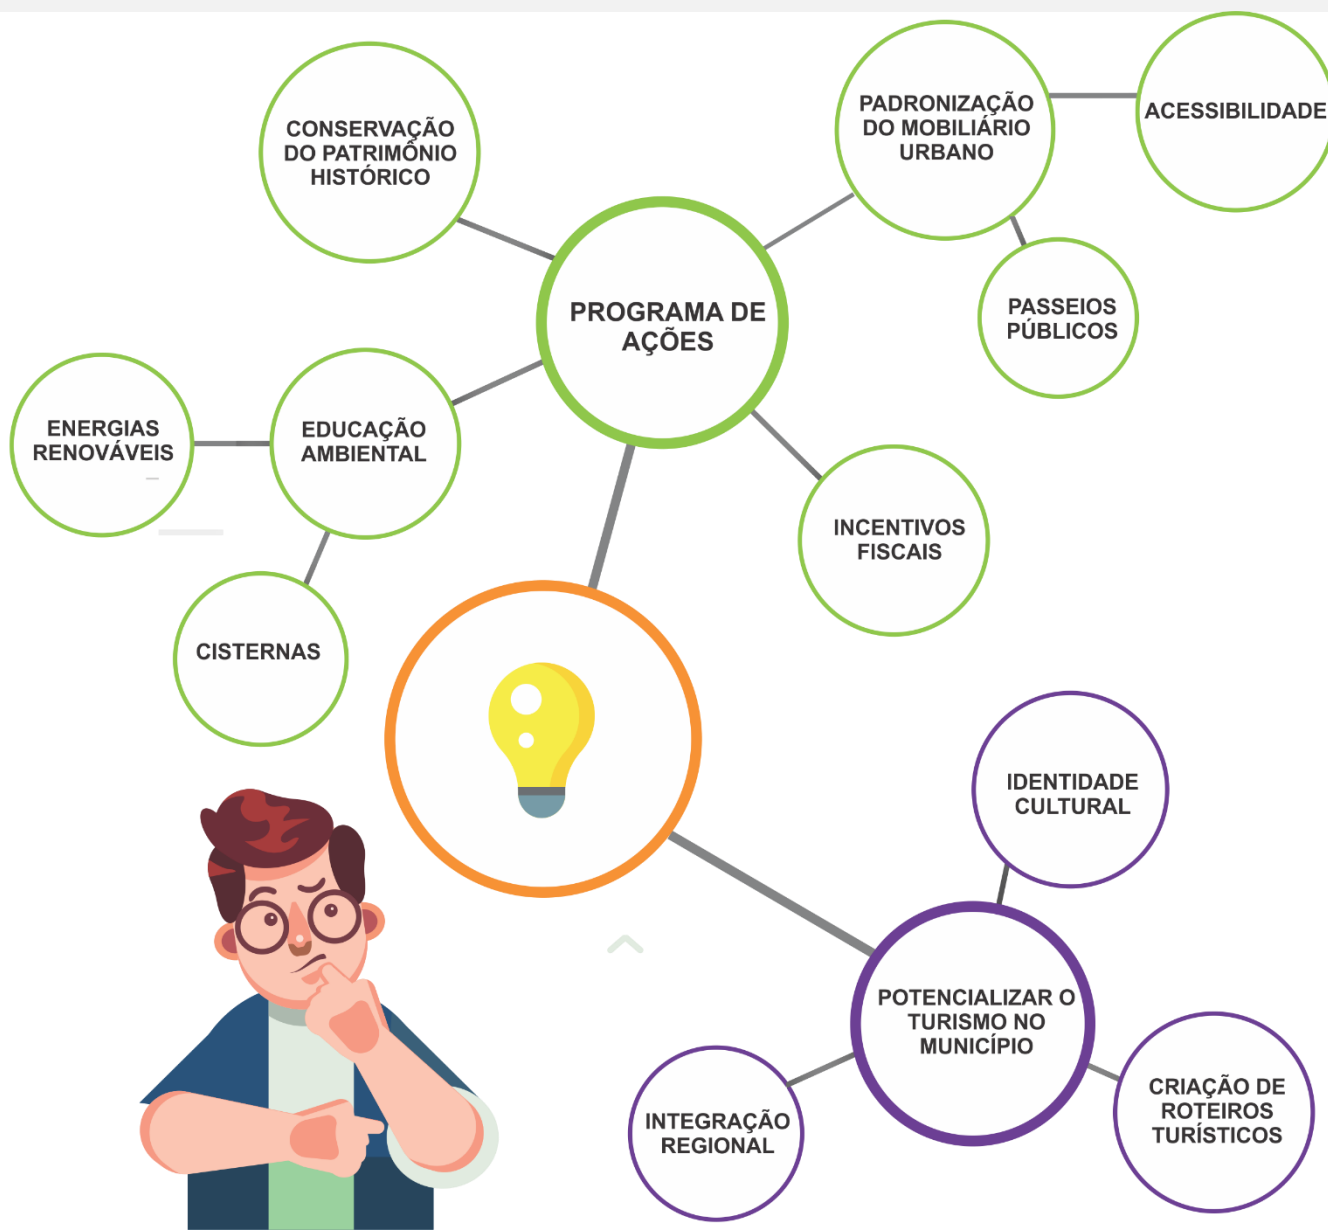 CONSERVAÇÃO
DO PATRIMÔNIO
HISTÓRICO
PADRONIZAÇÃO
DO MOBILIÁRIO
URBANO
ACESSIBILIDADE
PASSEIOS
PÚBLICOS
PROGRAMA DE
AÇÕES
ENERGIAS
RENOVÁVEIS
EDUCAÇÃO
AMBIENTAL
INCENTIVOS
FISCAIS
CISTERNAS
IDENTIDADE
CULTURAL
POTENCIALIZAR O
TURISMO NO
MUNICÍPIO
INTEGRAÇÃO
REGIONAL
CRIAÇÃO DE
ROTEIROS
TURÍSTICOS